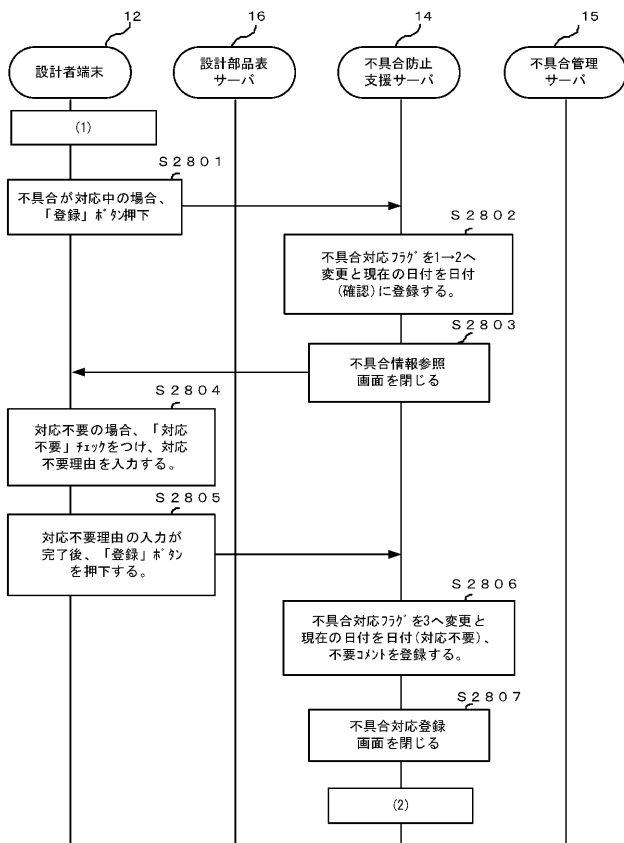 12
16
14
15
設計者端末
設計部品表
サーバ
不具合防止
支援サーバ
不具合管理
サーバ
(1)
S2801
不具合が対応中の場合、
「登録」ﾎﾞﾀﾝ押下
S2802
不具合対応ﾌﾗｸﾞを1→2へ
変更と現在の日付を日付
(確認)に登録する。
S2803
不具合情報参照
画面を閉じる
S2804
対応不要の場合、「対応
不要」ﾁｪｯｸをつけ、対応
不要理由を入力する。
S2805
対応不要理由の入力が
完了後、「登録」ﾎﾞﾀﾝ
を押下する。
S2806
不具合対応ﾌﾗｸﾞを3へ変更と
現在の日付を日付(対応不要)、
不要ｺﾒﾝﾄを登録する。
S2807
不具合対応登録
画面を閉じる
(2)